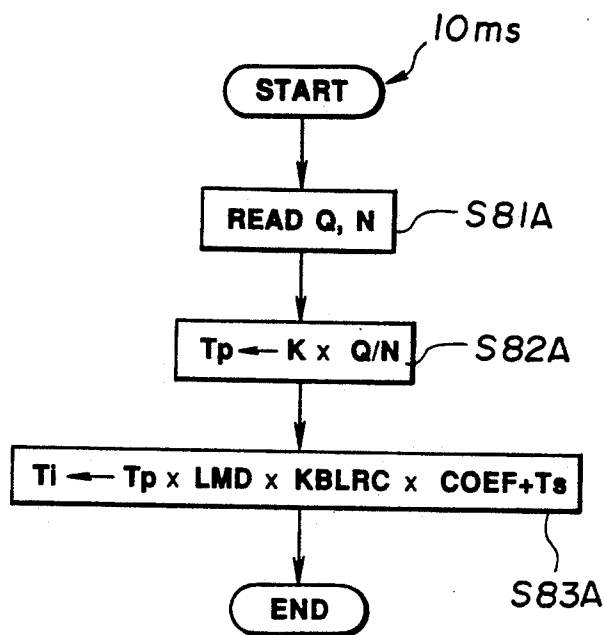 10ms
START
READ Q, N
S81A
Tp ← K x Q/N
S82A
Ti ← Tp x LMD x KBLRC x COEF+Ts
S83A
END